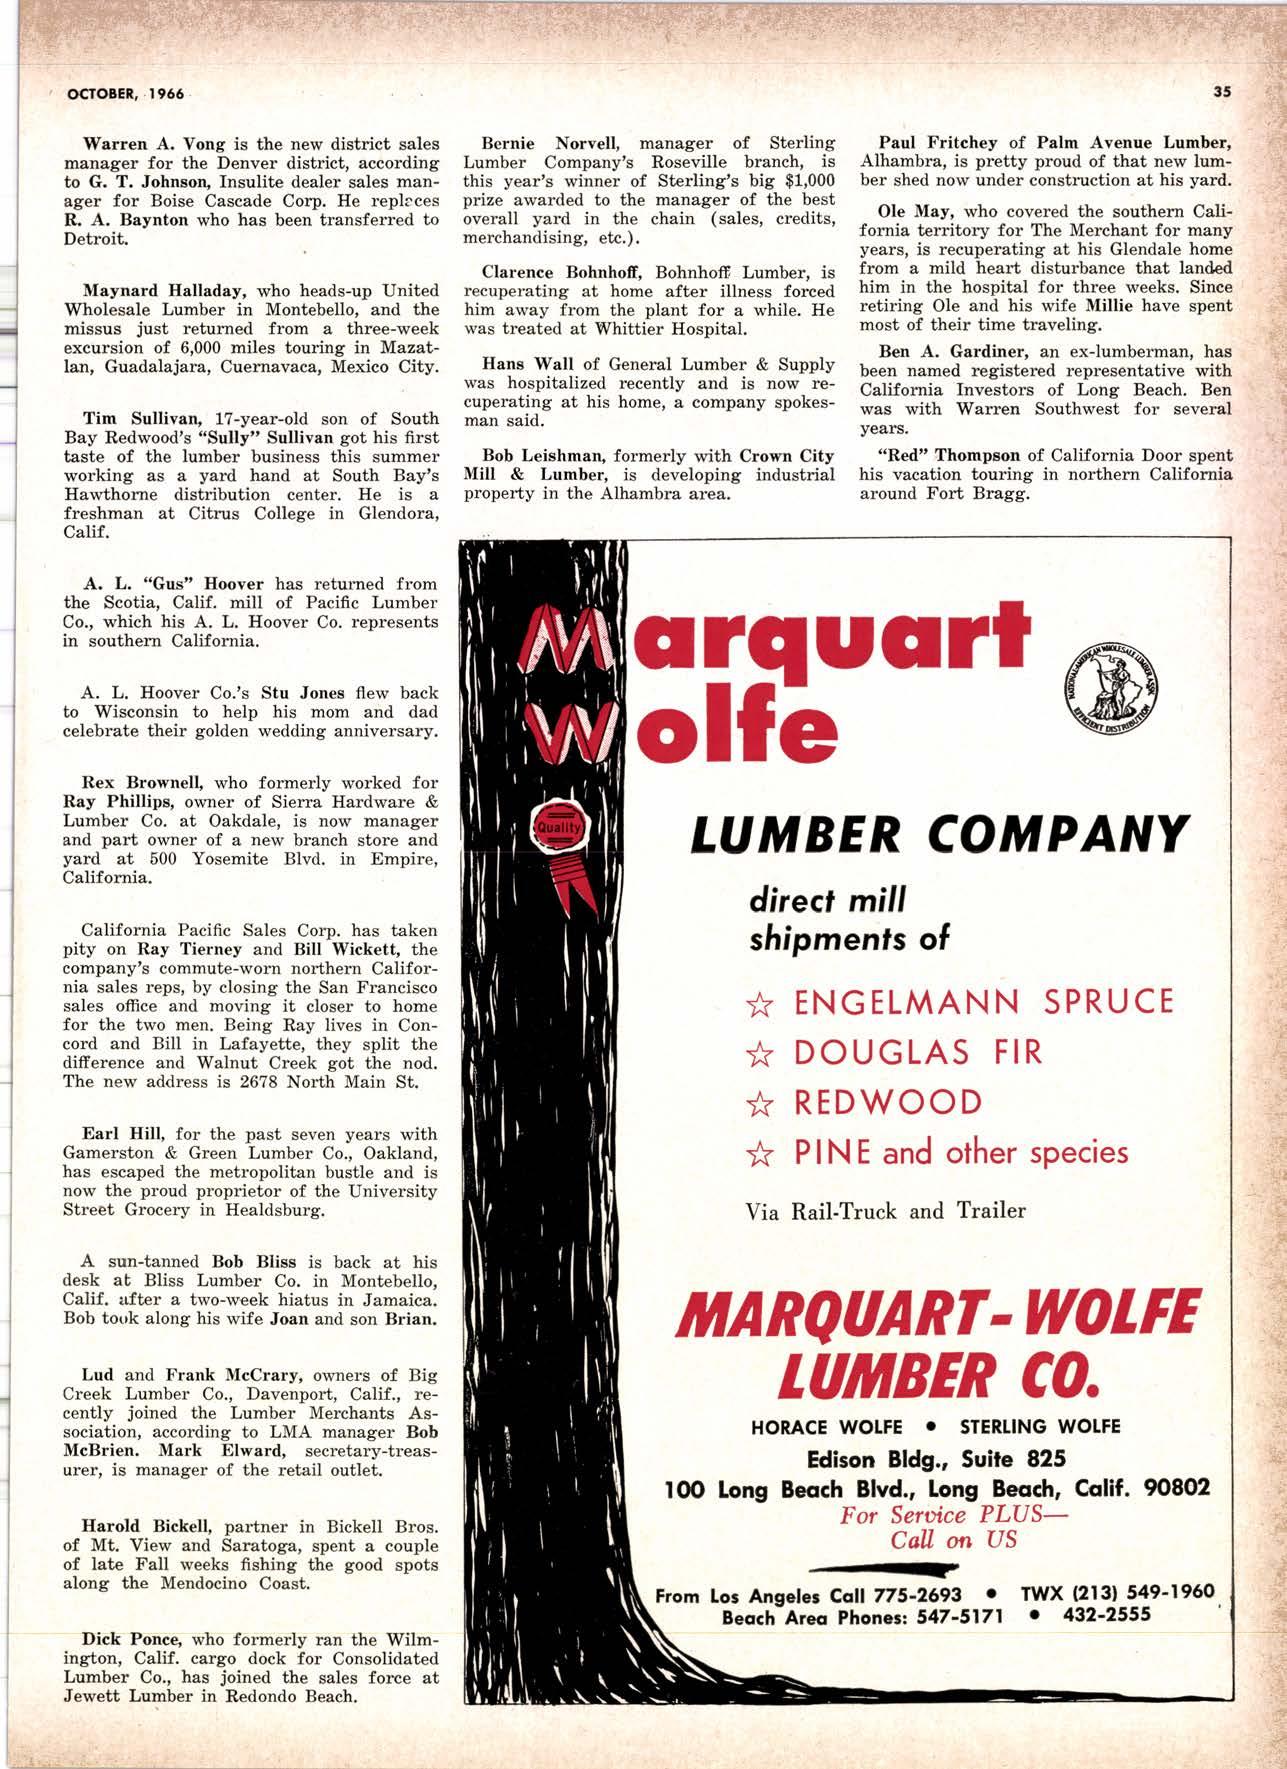 OCTOBER, 1966
35
Warren A. Vong is the new district sales
manager for the Denver district, according
to G. T. Johnson, Insulite dealer sales man-
ager for Boise Cascade Corp. He replaces
R. A. Baynton who has been transferred to
Detroit.
Maynard Halladay, who heads-up United
Wholesale Lumber in Montebello, and the
missus just returned from a three-week
excursion of 6,000 miles touring in Mazat-
lan, Guadalajara, Cuernavaca, Mexico City.
Tim Sullivan, 17-year-old son of South
Bay Redwood's "Sully" Sullivan got his first
taste of the lumber business this summer
working as a yard hand at South Bay's
Hawthorne distribution center. He is a
freshman at Citrus College in Glendora,
Calif.
A. L. "Gus" Hoover has returned from
the Scotia, Calif. mill of Pacific Lumber
Co., which his A. L. Hoover Co. represents
in southern California.
A. L. Hoover Co.'s Stu Jones flew back
to Wisconsin to help his mom and dad
celebrate their golden wedding anniversary.
Rex Brownell, who formerly worked for
Ray Phillips, owner of Sierra Hardware &
Lumber Co. at Oakdale, is now manager
and part owner of a new branch store and
yard at 500 Yosemite Blvd. in Empire,
California.
California Pacific Sales Corp. has taken
pity on Ray Tierney and Bill Wickett, the
company's commute-worn northern Califor-
nia sales reps, by closing the San Francisco
sales office and moving it closer to home
for the two men. Being Ray lives in Con-
cord and Bill in Lafayette, they split the
difference and Walnut Creek got the nod.
The new address is 2678 North Main St.
Earl Hill, for the past seven years with
Gamerston & Green Lumber Co., Oakland,
has escaped the metropolitan bustle and is
now the proud proprietor of the University
Street Grocery in Healdsburg.
A sun-tanned Bob Bliss is back at his
desk at Bliss Lumber Co. in Montebello,
Calif. after a two-week hiatus in Jamaica.
Bob took along his wife Joan and son Brian.
Lud and Frank McCrary, owners of Big
Creek Lumber Co., Davenport, Calif., re-
cently joined the Lumber Merchants As-
sociation, according to LMA manager Bob
McBrien. Mark Elward, secretary-treas-
urer, is manager of the retail outlet.
Harold Bickell, partner in Bickell Bros.
of Mt. View and Saratoga, spent a couple
of late Fall weeks fishing the good spots
along the Mendocino Coast.
Dick Ponce, who formerly ran the Wilm-
ington, Calif. cargo dock for Consolidated
Lumber Co., has joined the sales force at
Jewett Lumber in Redondo Beach.
Bernie Norvell, manager of Sterling
Lumber Company's Roseville branch, is
this year's winner of Sterling's big $1,000
prize awarded to the manager of the best
overall yard in the chain (sales, credits,
merchandising, etc.).
Clarence Bohnhoff, Bohnhoff Lumber, is
recuperating at home after illness forced
him away from the plant for a while. He
was treated at Whittier Hospital.
Hans Wall of General Lumber & Supply
was hospitalized recently and is now re-
cuperating at his home, a company spokes-
man said.
Bob Leishman, formerly with Crown City
Mill & Lumber, is developing industrial
property in the Alhambra area.
Paul Fritchey of Palm Avenue Lumber,
Alhambra, is pretty proud of that new lum-
ber shed now under construction at his yard.
Ole May, who covered the southern Cali-
fornia territory for The Merchant for many
years, is recuperating at his Glendale home
from a mild heart disturbance that landed
him in the hospital for three weeks. Since
retiring Ole and his wife Millie have spent
most of their time traveling.
Ben A. Gardiner, an ex-lumberman, has
been named registered representative with
California Investors of Long Beach. Ben
was with Warren Southwest for several
years.
"Red" Thompson of California Door spent
his vacation touring in northern California
around Fort Bragg.
Marquart
Wolfe
NATIONAL-AMERICAN WHOLESALE LUMBER ASSN.
EFFICIENT DISTRIBUTION
Quality
LUMBER COMPANY
direct mill
shipments of
☆ ENGELMANN SPRUCE
☆ DOUGLAS FIR
☆ REDWOOD
☆ PINE and other species
Via Rail-Truck and Trailer
MARQUART-WOLFE
LUMBER CO.
HORACE WOLFE • STERLING WOLFE
Edison Bldg., Suite 825
100 Long Beach Blvd., Long Beach, Calif. 90802
For Service PLUS—
Call on US
From Los Angeles Call 775-2693 • TWX (213) 549-1960
Beach Area Phones: 547-5171 • 432-2555